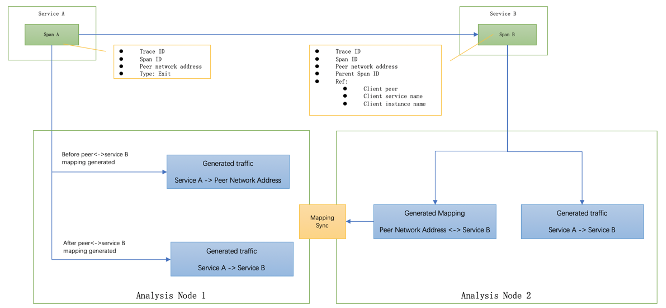 Service A
Service B
Span A
Span B
Trace ID
Span ID
Peer network address
Type: Exit
Trace ID
Span ID
Peer network address
Parent Span ID
Ref:
Client peer
Client service name
Client instance name
Before peer<->service B
mapping generated
Generated traffic
Service A -> Peer Network Address
Mapping
Sync
Generated Mapping
Peer Network Address <-> Service B
Generated traffic
Service A -> Service B
After peer<->service B
mapping generated
Generated traffic
Service A -> Service B
Analysis Node 1
Analysis Node 2